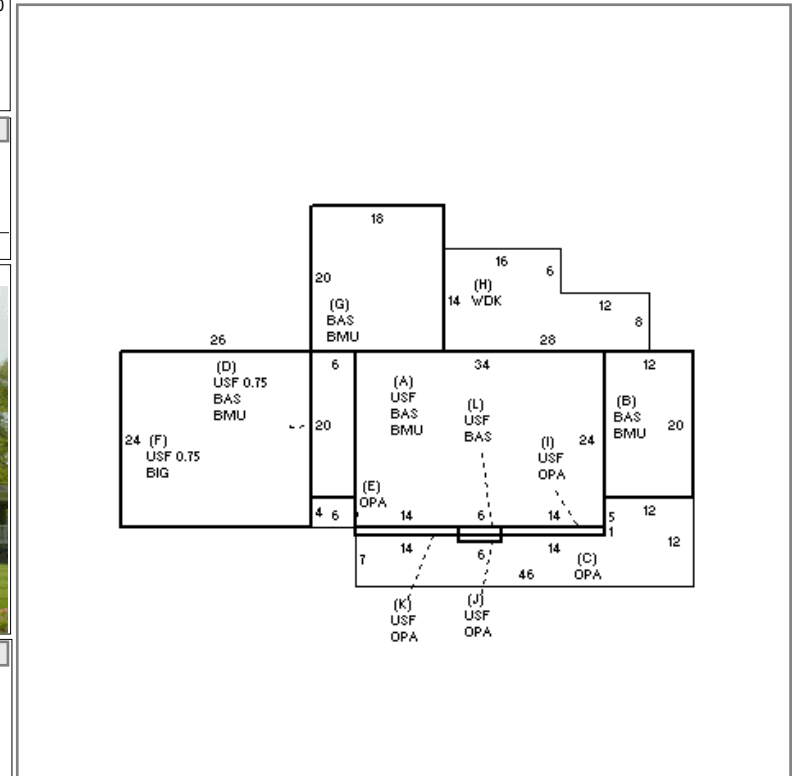 18
16
6
20
(H)
WDK
14
12
(G)
BAS
BMU
8
26
28
6
34
12
(D)
USF 0.75
BAS
BMU
(A)
USF
BAS
BMU
(L)
USF
BAS
(B)
BAS
BMU
20
20
24
(F)
USF 0.75
BIG
(I)
USF
OPA
24
(E)
OPA
4
6
14
6
14
5
12
1
14
6
14
12
7
46
(C)
OPA
(K)
USF
OPA
(J)
USF
OPA